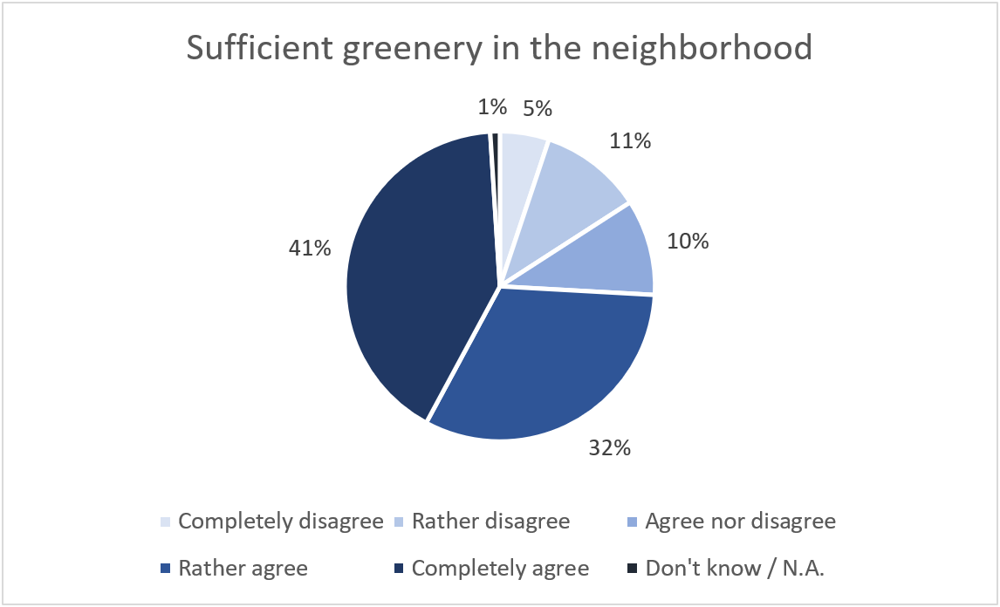 Sufficient greenery in the neighborhood
1% 5%
11%
10%
41%
32%
Completely disagree Rather disagree Agree nor disagree
Rather agree Completely agree Don't know / N.A.